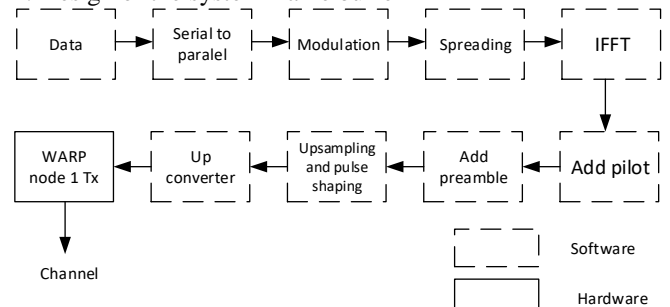 Data
Serial to
paralel
Modulation
Spreading
IFFT
WARP
node 1 Tx
Up
converter
Upsampling
and pulse
shaping
Add
preamble
Add pilot
Channel
Software
Hardware